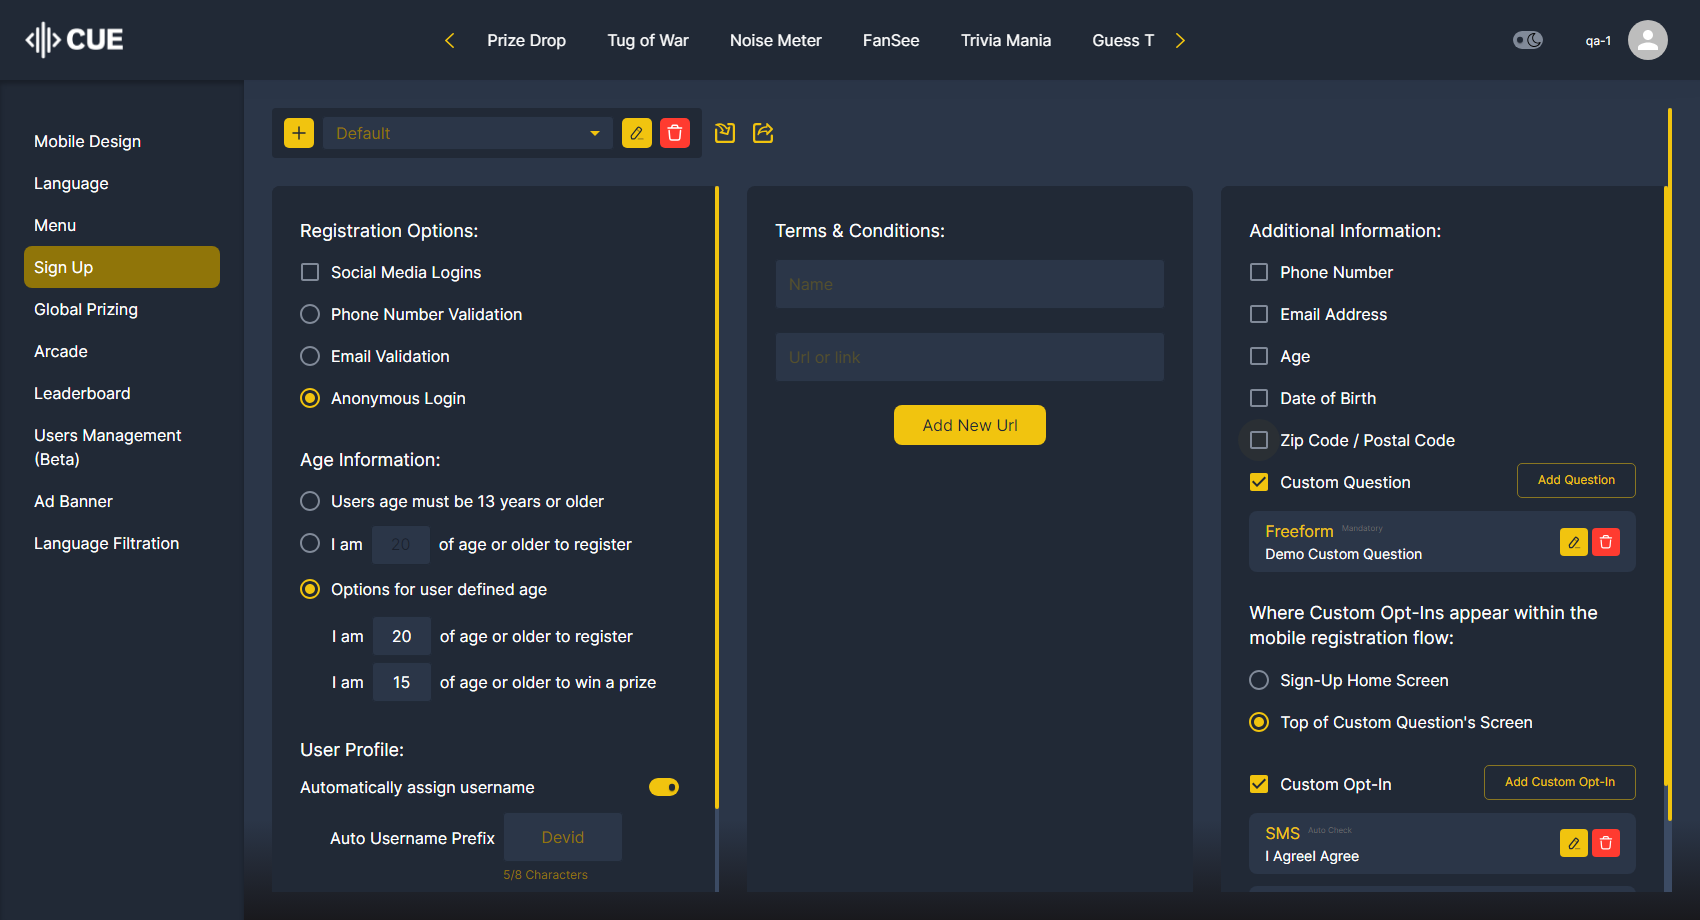 CUE
Prize Drop
Tug of War
Noise Meter
FanSee
Trivia Mania
Guess T
qa-1
Mobile Design
Language
Menu
Sign Up
Global Prizing
Arcade
Leaderboard
Users Management
(Beta)
Ad Banner
Language Filtration
Default
Registration Options:
Social Media Logins
Phone Number Validation
Email Validation
Anonymous Login
Age Information:
Users age must be 13 years or older
I am 20 of age or older to register
Options for user defined age
I am 20 of age or older to register
I am 15 of age or older to win a prize
User Profile:
Automatically assign username
Auto Username Prefix Devid
5/8 Characters
Terms & Conditions:
Name
Url or link
Add New Url
Additional Information:
Phone Number
Email Address
Age
Date of Birth
Zip Code / Postal Code
Custom Question
Add Question
Freeform Mandatory
Demo Custom Question
Where Custom Opt-Ins appear within the
mobile registration flow:
Sign-Up Home Screen
Top of Custom Question's Screen
Custom Opt-In
Add Custom Opt-In
SMS Auto Check
I AgreeI Agree